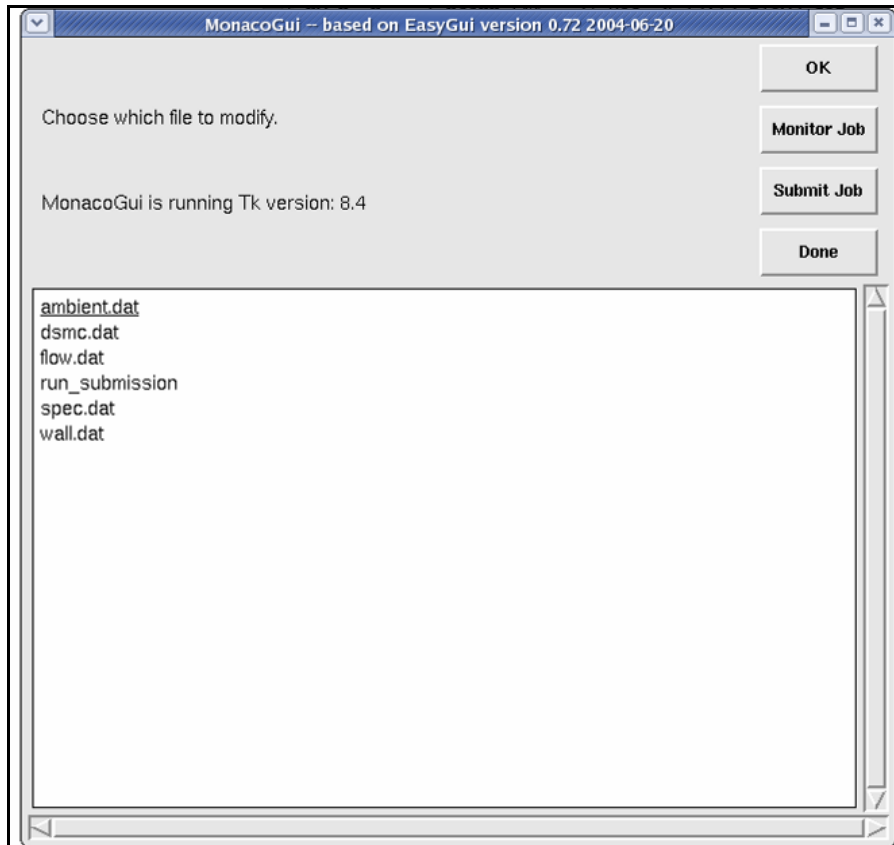 MonacoGui -- based on EasyGui version 0.72 2004-06-20
OK
Choose which file to modify.
Monitor Job
Submit Job
MonacoGui is running Tk version: 8.4
Done
ambient.dat
dsmc.dat
flow.dat
run_submission
spec.dat
wall.dat